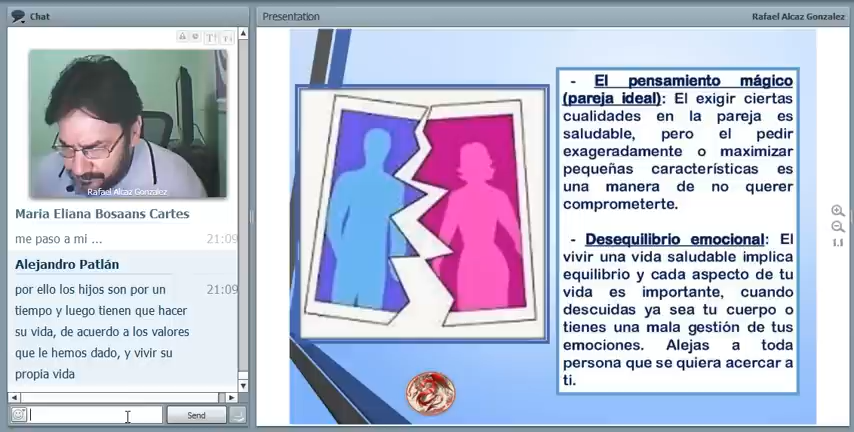 Chat
Rafael Alcaz Gonzalez
Maria Eliana Bosaans Cartes
me paso a mi ... 21:09
Alejandro Patlán
por ello los hijos son por un 21:09
tiempo y luego tienen que hacer
su vida, de acuerdo a los valores
que le hemos dado, y vivir su
propia vida
Send
Presentation
Rafael Alcaz Gonzalez
- El pensamiento mágico
(pareja ideal): El exigir ciertas
cualidades en la pareja es
saludable, pero el pedir
exageradamente o maximizar
pequeñas características es
una manera de no querer
comprometerte.
- Desequilibrio emocional: El
vivir una vida saludable implica
equilibrio y cada aspecto de tu
vida es importante, cuando
descuidas ya sea tu cuerpo o
tienes una mala gestión de tus
emociones. Alejas a toda
persona que se quiera acercar a
ti.
1:1